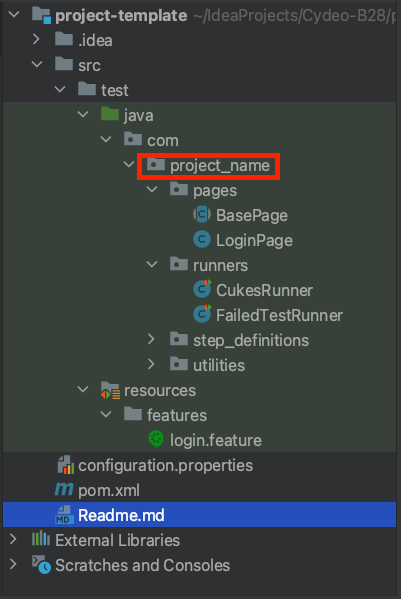 project-template ~/IdeaProjects/Cydeo-B28/
.idea
src
test
java
com
project_name
pages
BasePage
LoginPage
runners
CukesRunner
FailedTestRunner
step_definitions
utilities
resources
features
login.feature
configuration.properties
pom.xml
Readme.md
External Libraries
Scratches and Consoles